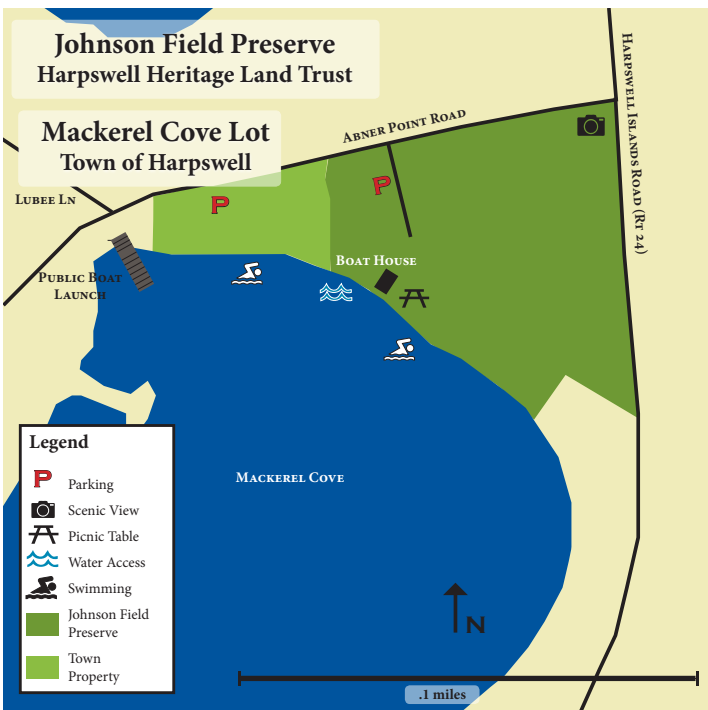 Johnson Field Preserve
Harpswell Heritage Land Trust
Mackerel Cove Lot
Town of Harpswell
Abner Point Road
Harpswell Islands Road (Rt 24)
Lubee Ln
P
P
Boat House
Public Boat
Launch
Mackerel Cove
Legend
P Parking
Scenic View
Picnic Table
Water Access
Swimming
Johnson Field
Preserve
Town
Property
N
.1 miles